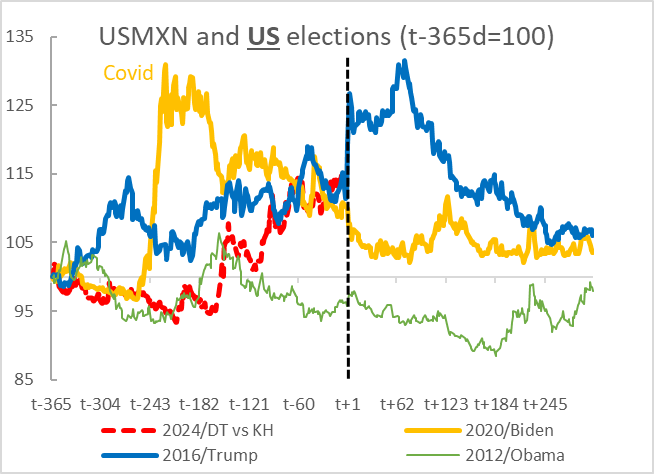 USMXN and US elections (t-365d=100)
135
Covid
125
115
105
95
85
t-365 t-304 t-243 t-182 t-121 t-60 t+1 t+62 t+123 t+184 t+245
2024/DT vs KH 2020/Biden
2016/Trump 2012/Obama